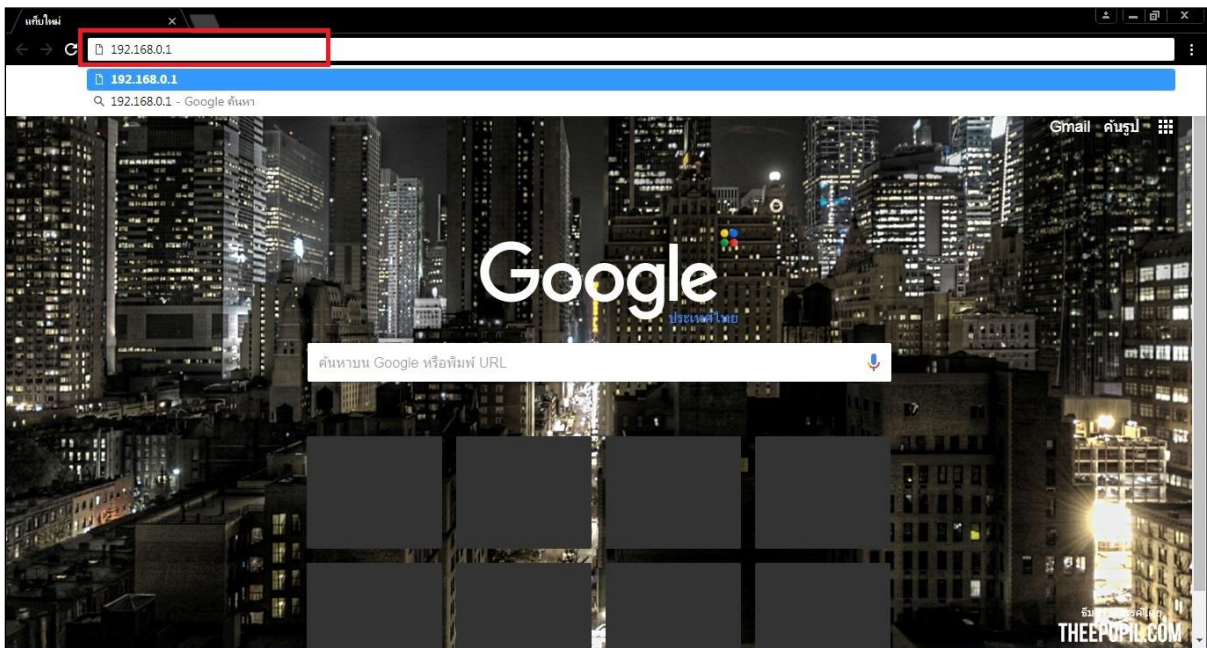 แท็บใหม่
192.168.0.1
192.168.0.1
192.168.0.1 - Google ค้นหา
Gmail ค้นรูป
Google
ประเทศไทย
ค้นหาบน Google หรือพิมพ์ URL
THEEPOPIL.COM